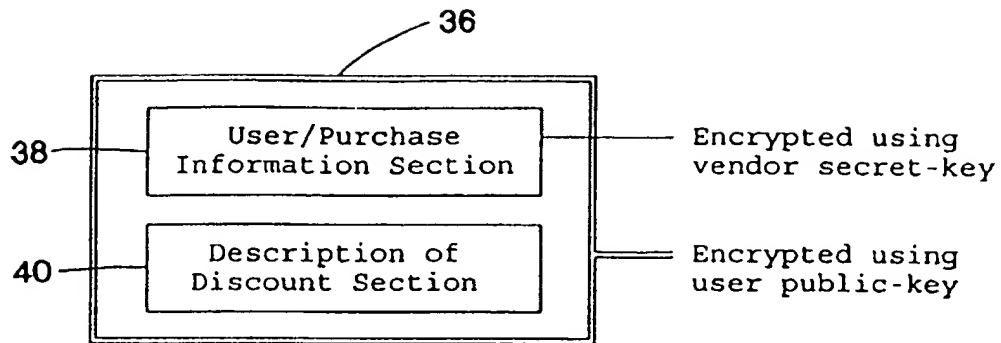 36
38
User/Purchase
Information Section
Encrypted using
vendor secret-key
40
Description of
Discount Section
Encrypted using
user public-key